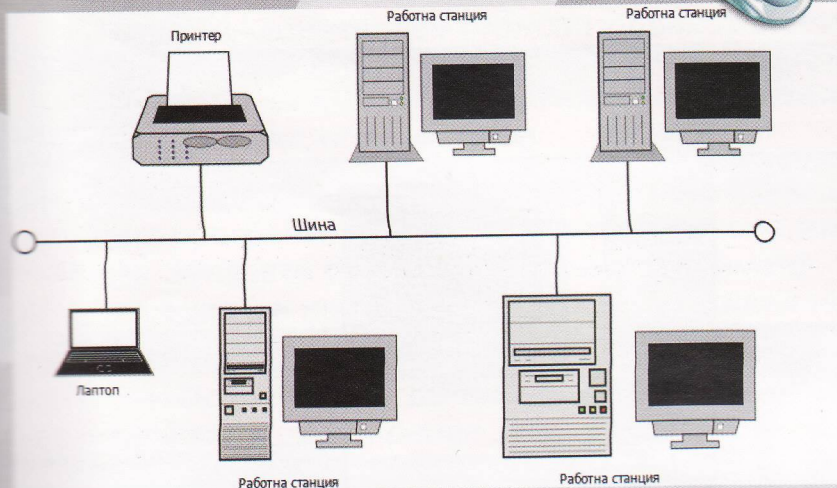 Работна станция
Работна станция
Принтер
Шина
Лаптоп
Работна станция
Работна станция